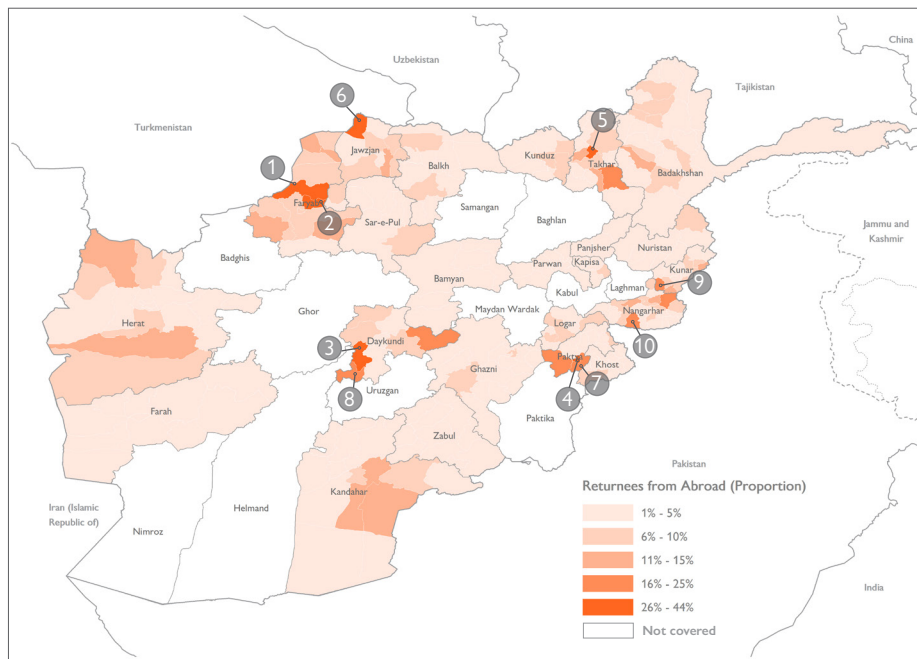 China
Uzbekistan
Tajikistan
6
Turkmenistan
5
Jawzjan
Balkh
Kunduz
Takhar
1
Badakhshan
Faryab
Samangan
2
Sar-e-Pul
Baghlan
Jammu and
Kashmir
Badghis
Panjsher
Nuristan
Parwan
Kapisa
Kunar
Bamyan
Laghman
9
Kabul
Ghor
Maydan Wardak
Nangarhar
Herat
Logar
Daykundi
10
3
Paktya
Khost
Ghazni
8
Uruzgan
4
7
Farah
Paktika
Zabul
Pakistan
Kandahar
Returnees from Abroad (Proportion)
Iran (Islamic
Republic of)
Helmand
Nimroz
1% - 5%
6% - 10%
11% - 15%
16% - 25%
26% - 44%
Not covered
India